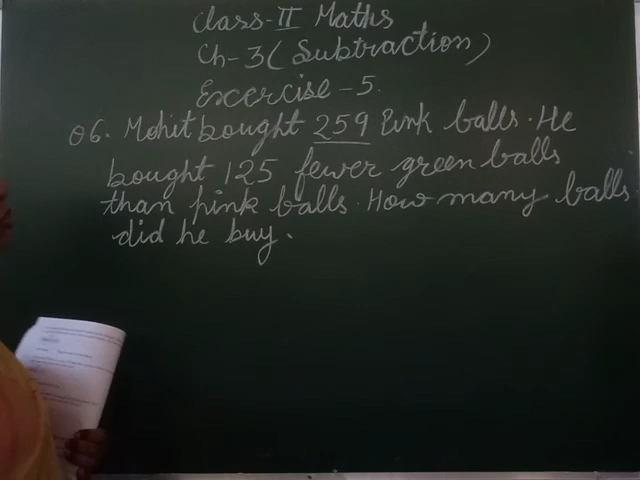 Class-II Maths
Ch-3 (Subtraction)
Excercise-5.
Q6. Mohit bought 259 Pink balls. He
bought 125 fewer green balls
than pink balls. How many balls
did he buy.